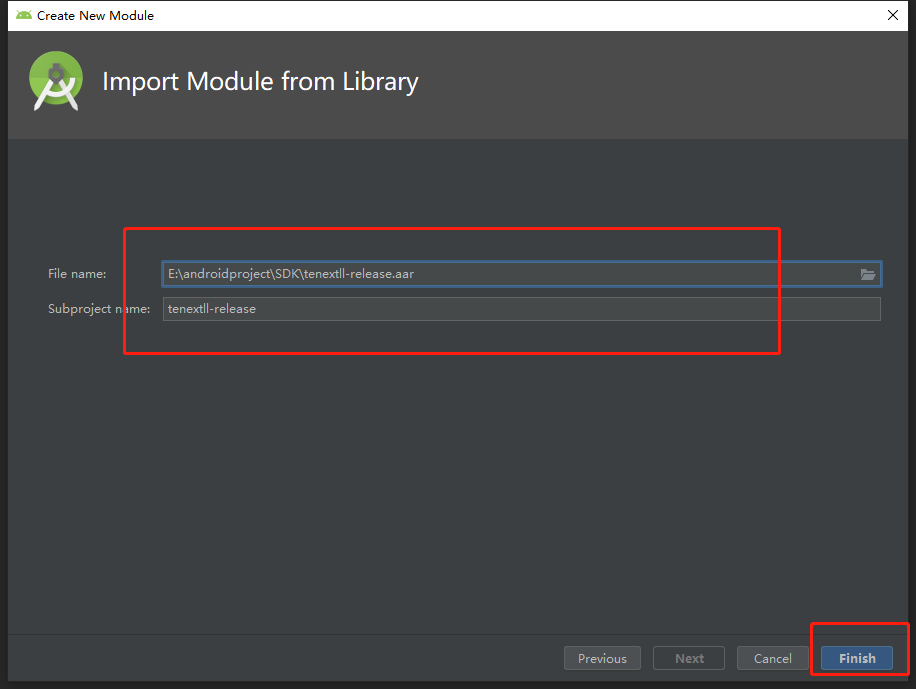 Create New Module
Import Module from Library
File name: E:\androidproject\SDK\tenextll-release.aar
Subproject name: tenextll-release
Previous Next Cancel Finish